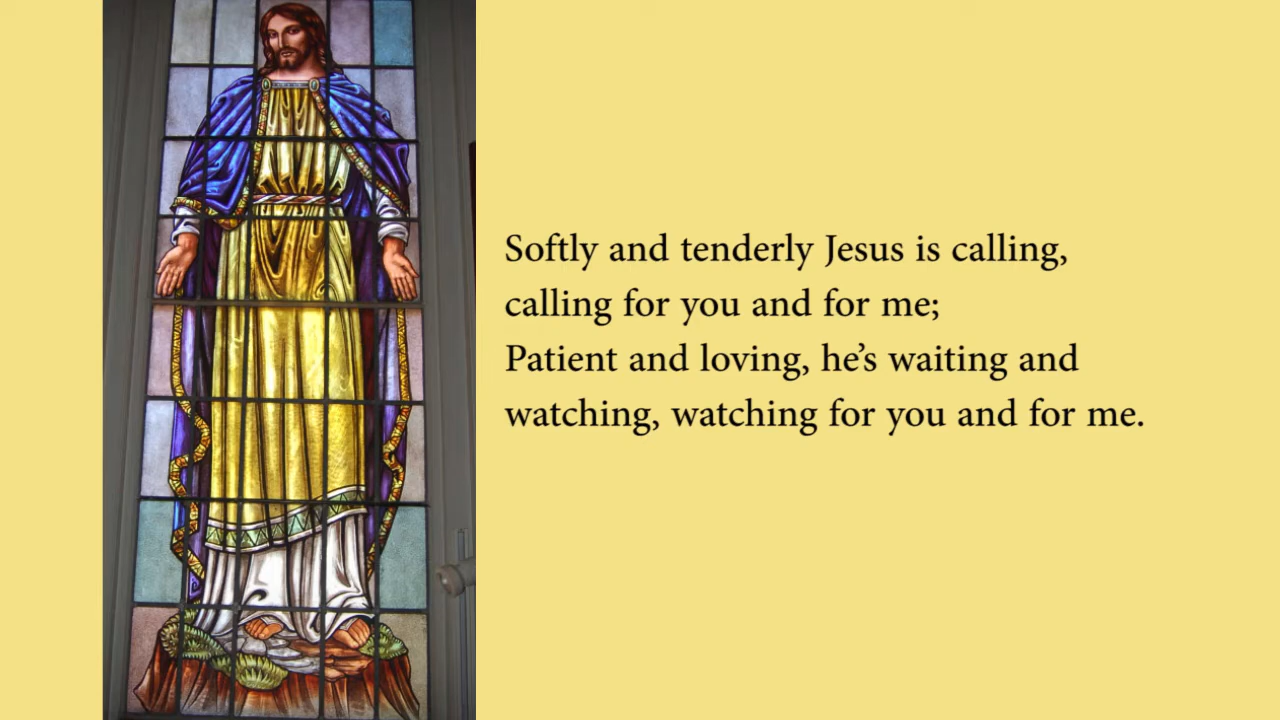 Softly and tenderly Jesus is calling,
calling for you and for me;
Patient and loving, he’s waiting and
watching, watching for you and for me.